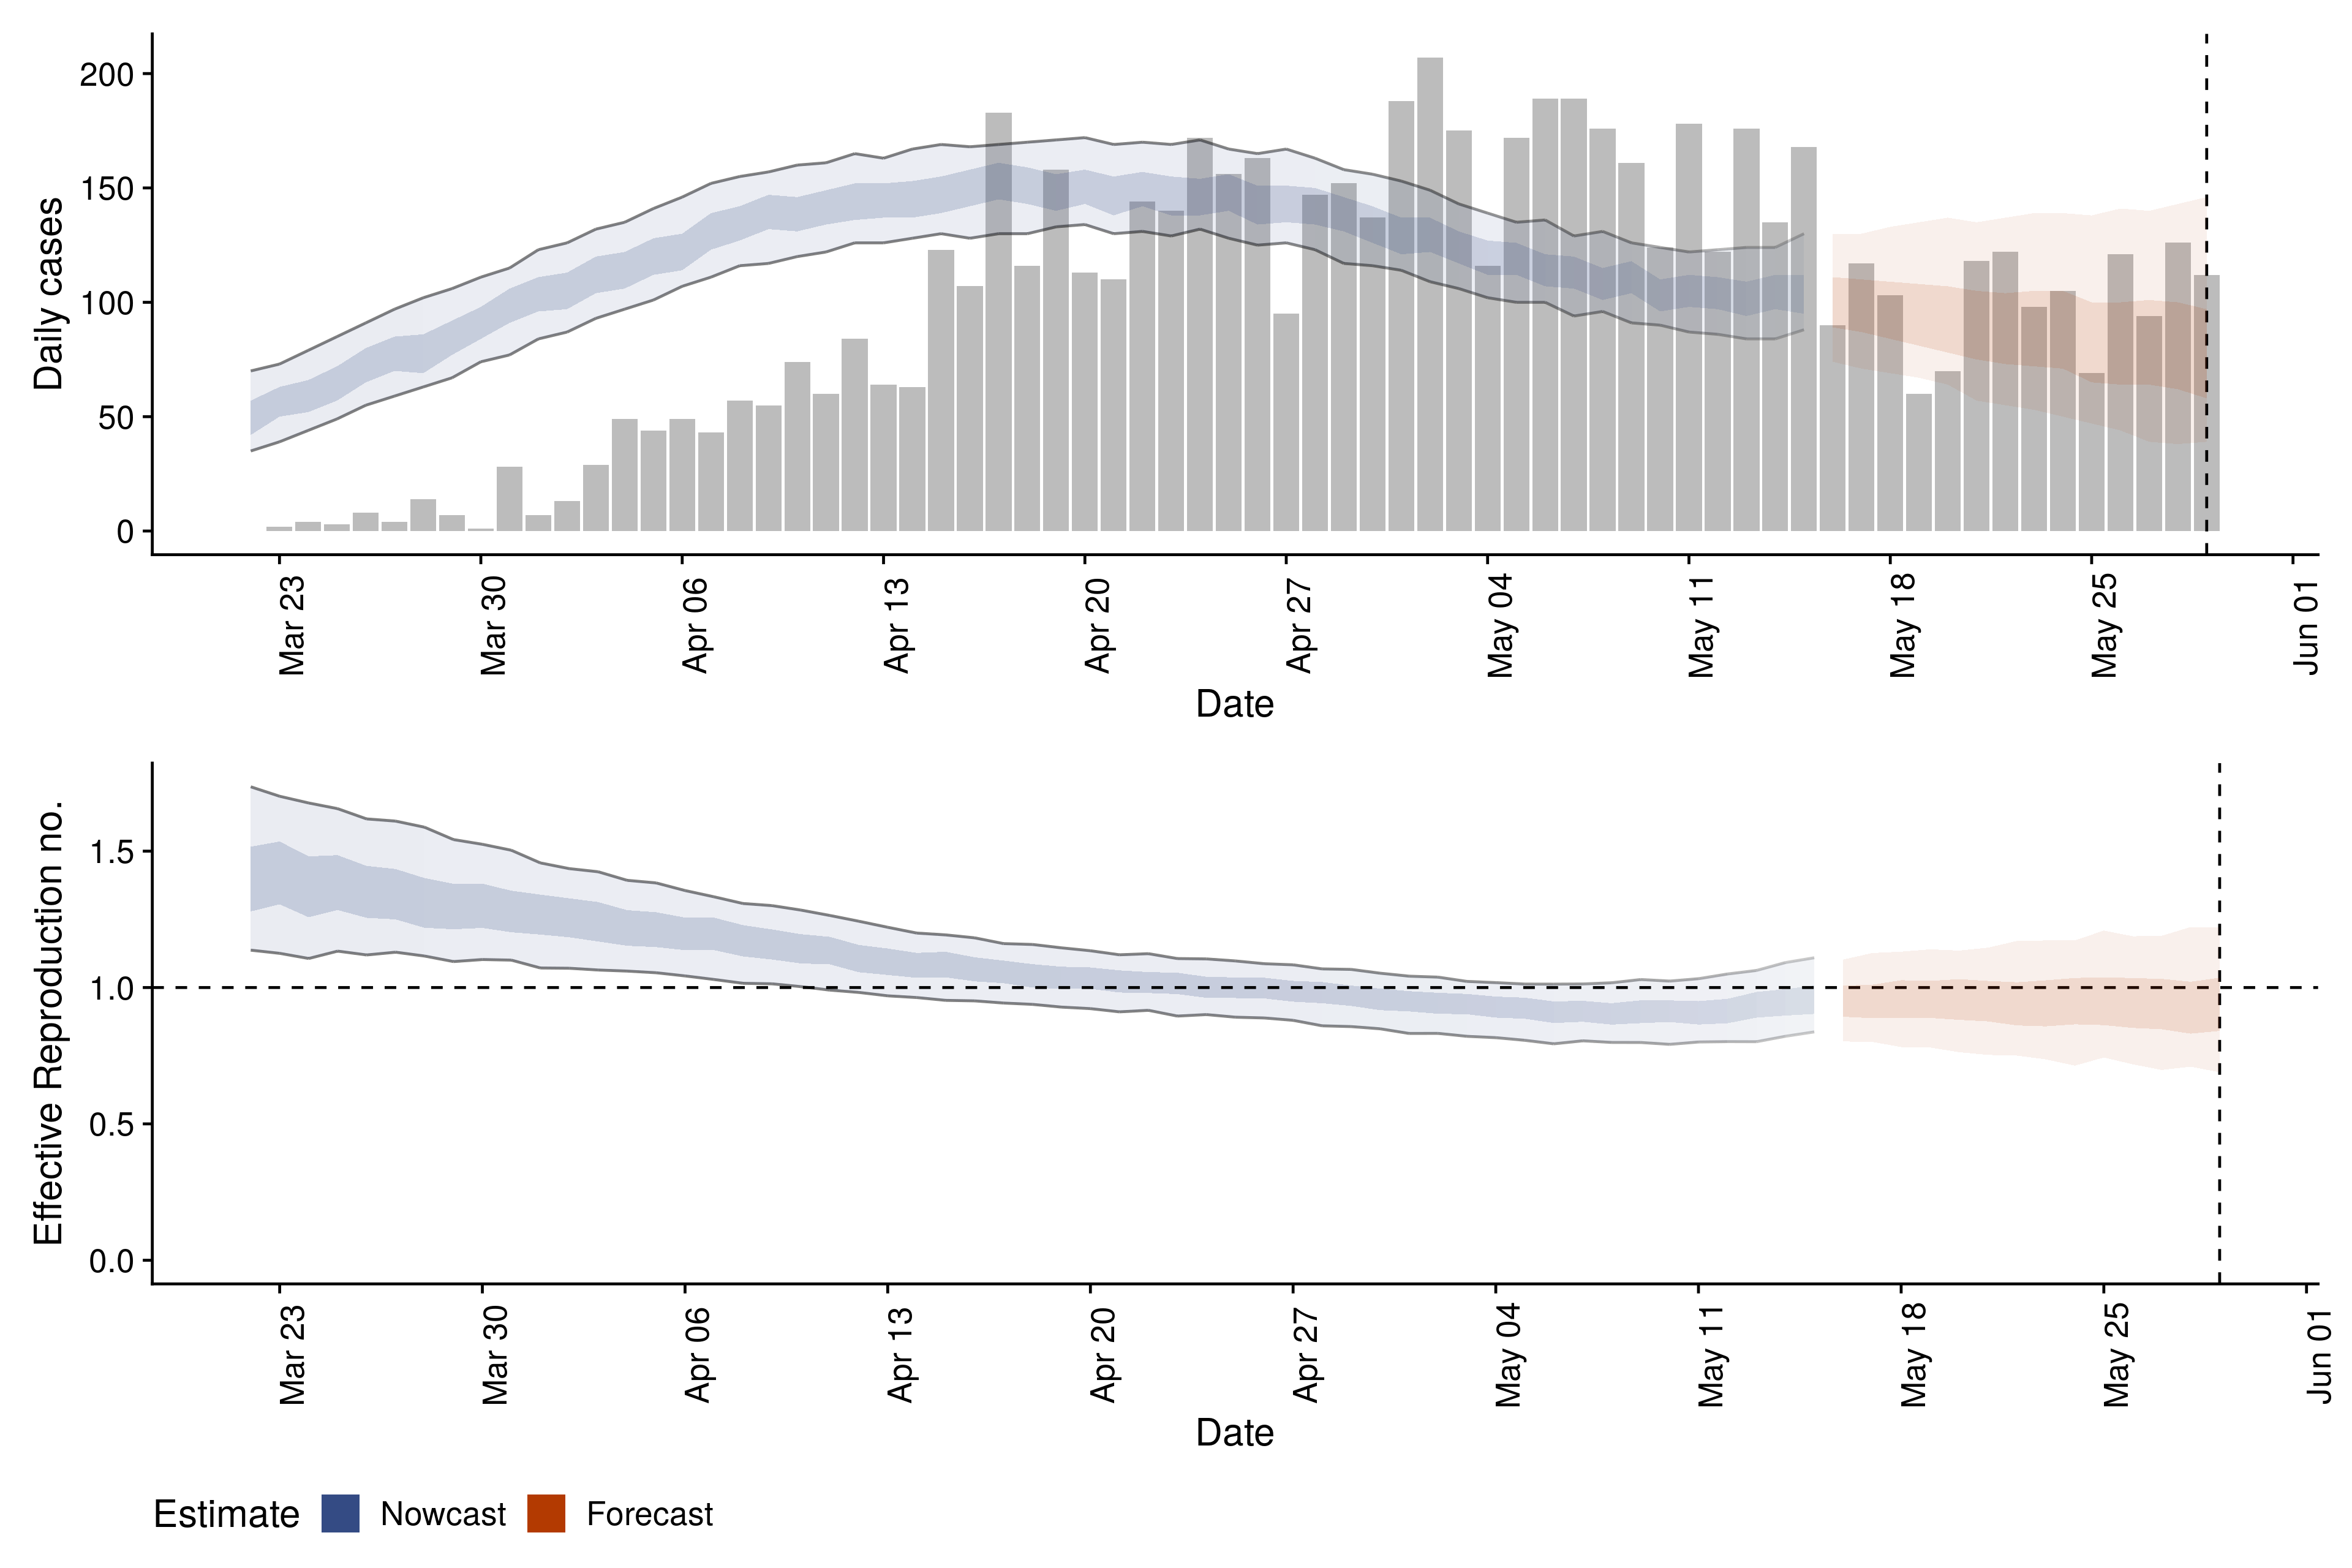 Daily cases
200
150
100
50
0
Mar 23
Mar 30
Apr 06
Apr 13
Apr 20
Apr 27
May 04
May 11
May 18
May 25
Jun 01
Date
Effective Reproduction no.
1.5
1.0
0.5
0.0
Mar 23
Mar 30
Apr 06
Apr 13
Apr 20
Apr 27
May 04
May 11
May 18
May 25
Jun 01
Date
Estimate Nowcast Forecast